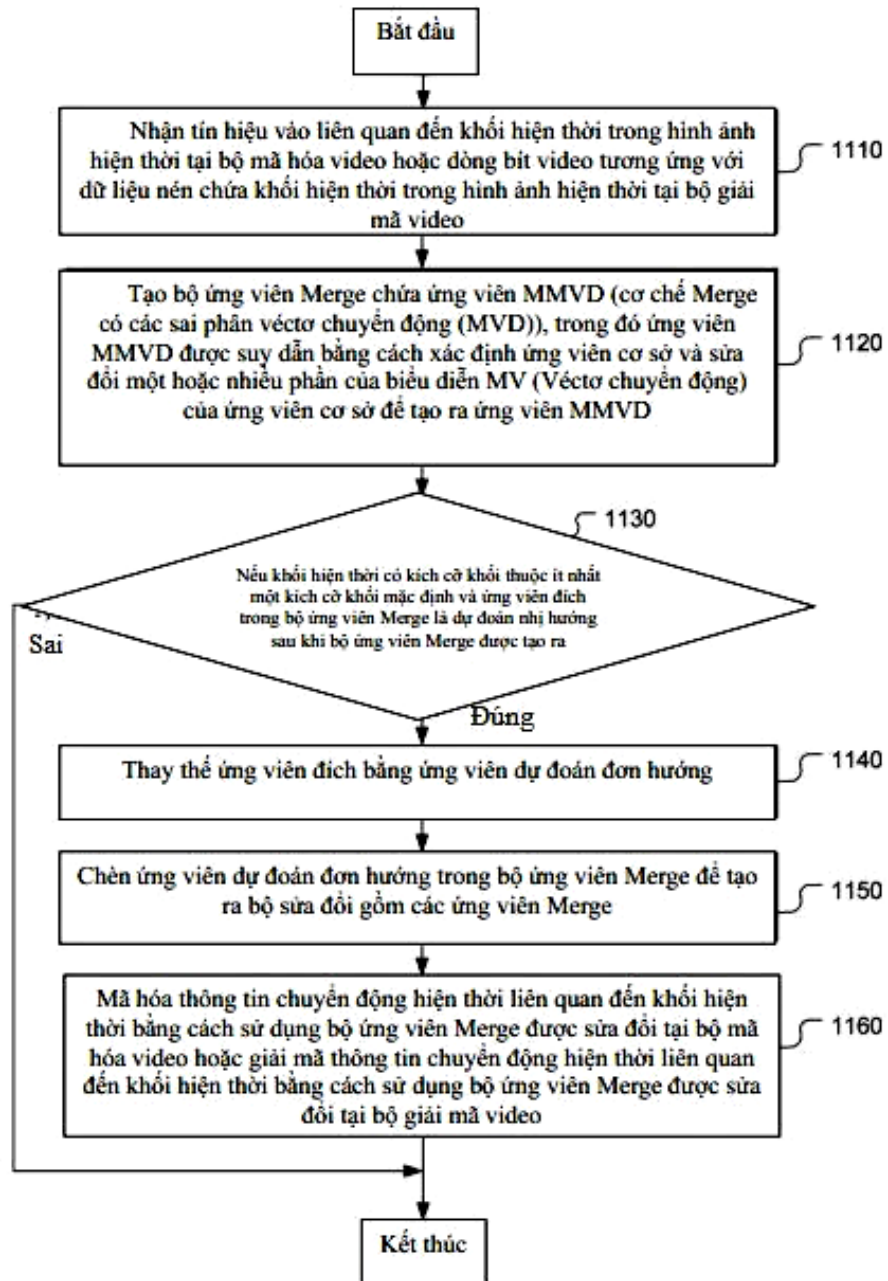 Bắt đầu
Nhận tín hiệu vào liên quan đến khối hiện thời trong hình ảnh
hiện thời tại bộ mã hóa video hoặc dòng bít video tương ứng với
dữ liệu nén chứa khối hiện thời trong hình ảnh hiện thời tại bộ giải
mã video
1110
Tạo bộ ứng viên Merge chứa ứng viên MMVD (cơ chế Merge
có các sai phân véctơ chuyển động (MVD)), trong đó ứng viên
MMVD được suy dẫn bằng cách xác định ứng viên cơ sở và sửa
đổi một hoặc nhiều phần của biểu diễn MV (Véctơ chuyển động)
của ứng viên cơ sở để tạo ra ứng viên MMVD
1120
1130
Nếu khối hiện thời có kích cỡ khối thuộc ít nhất
một kích cỡ khối mặc định và ứng viên đích
trong bộ ứng viên Merge là dự đoán nhị hướng
sau khi bộ ứng viên Merge được tạo ra
Sai
Đúng
Thay thế ứng viên đích bằng ứng viên dự đoán đơn hướng
1140
Chèn ứng viên dự đoán đơn hướng trong bộ ứng viên Merge để tạo
ra bộ sửa đổi gồm các ứng viên Merge
1150
Mã hóa thông tin chuyển động hiện thời liên quan đến khối hiện
thời bằng cách sử dụng bộ ứng viên Merge được sửa đổi tại bộ mã
hóa video hoặc giải mã thông tin chuyển động hiện thời liên quan
đến khối hiện thời bằng cách sử dụng bộ ứng viên Merge được sửa
đổi tại bộ giải mã video
1160
Kết thúc